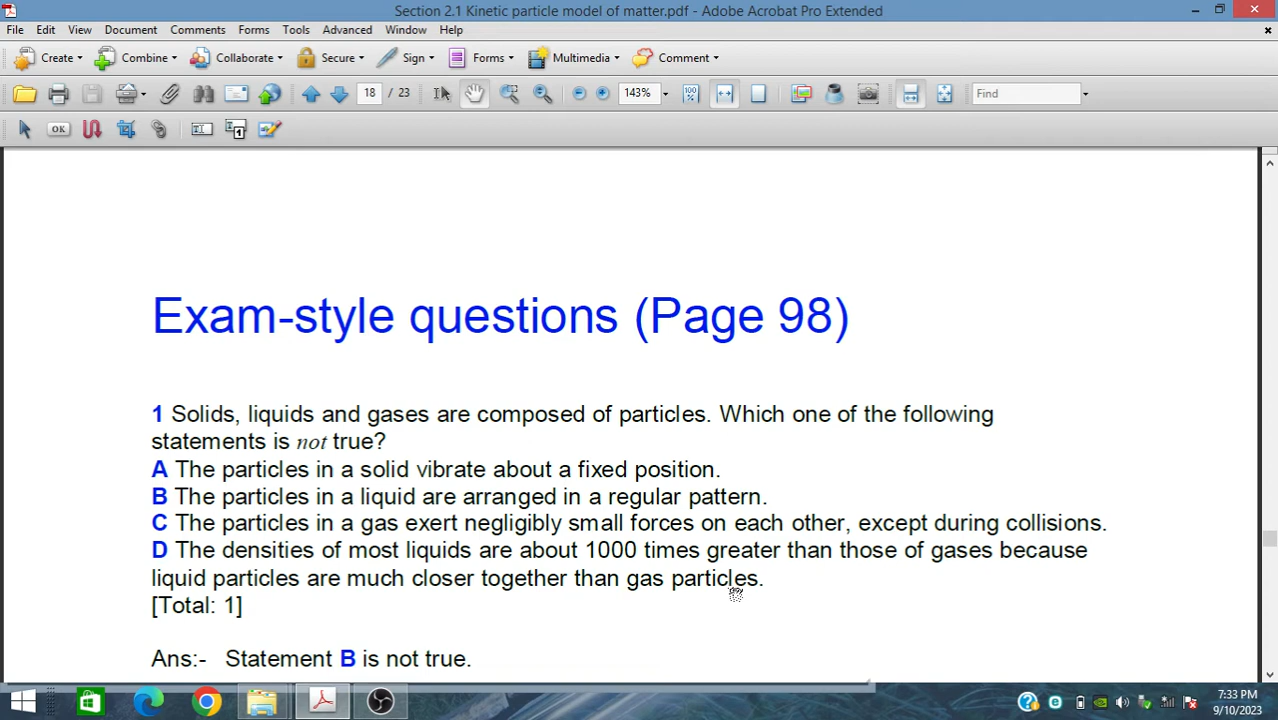 Section 2.1 Kinetic particle model of matter.pdf - Adobe Acrobat Pro Extended
File Edit View Document Comments Forms Tools Advanced Window Help
Create Combine Collaborate Secure Sign Forms Multimedia Comment
18 / 23 143% Find
OK
Exam-style questions (Page 98)
1 Solids, liquids and gases are composed of particles. Which one of the following
statements is not true?
A The particles in a solid vibrate about a fixed position.
B The particles in a liquid are arranged in a regular pattern.
C The particles in a gas exert negligibly small forces on each other, except during collisions.
D The densities of most liquids are about 1000 times greater than those of gases because
liquid particles are much closer together than gas particles.
[Total: 1]
Ans:- Statement B is not true.
7:33 PM
9/10/2023